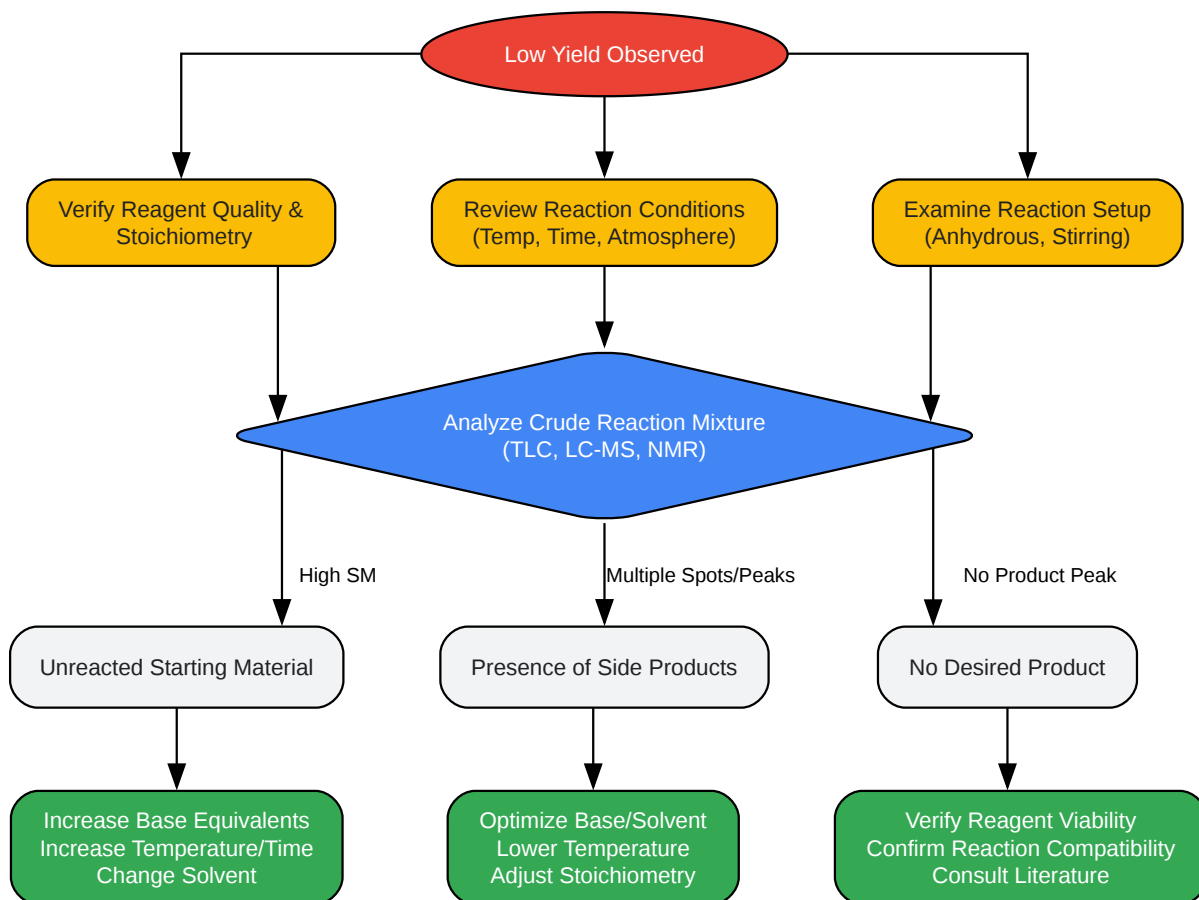 Low Yield Observed
Verify Reagent Quality &
Stoichiometry
Review Reaction Conditions
(Temp, Time, Atmosphere)
Examine Reaction Setup
(Anhydrous, Stirring)
Analyze Crude Reaction Mixture
(TLC, LC-MS, NMR)
High SM
Multiple Spots/Peaks
No Product Peak
Unreacted Starting Material
Presence of Side Products
No Desired Product
Increase Base Equivalents
Increase Temperature/Time
Change Solvent
Optimize Base/Solvent
Lower Temperature
Adjust Stoichiometry
Verify Reagent Viability
Confirm Reaction Compatibility
Consult Literature